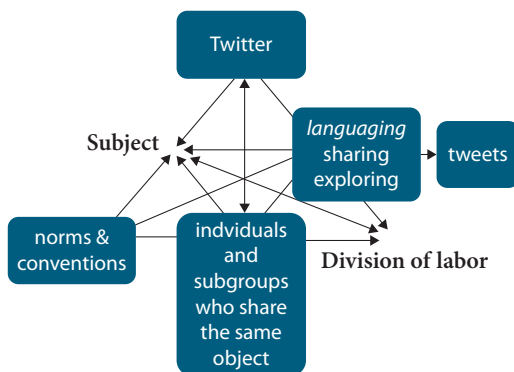 Twitter
Subject
languaging
sharing
exploring
tweets
norms &
conventions
indviduals
and
subgroups
who share
the same
object
Division of labor